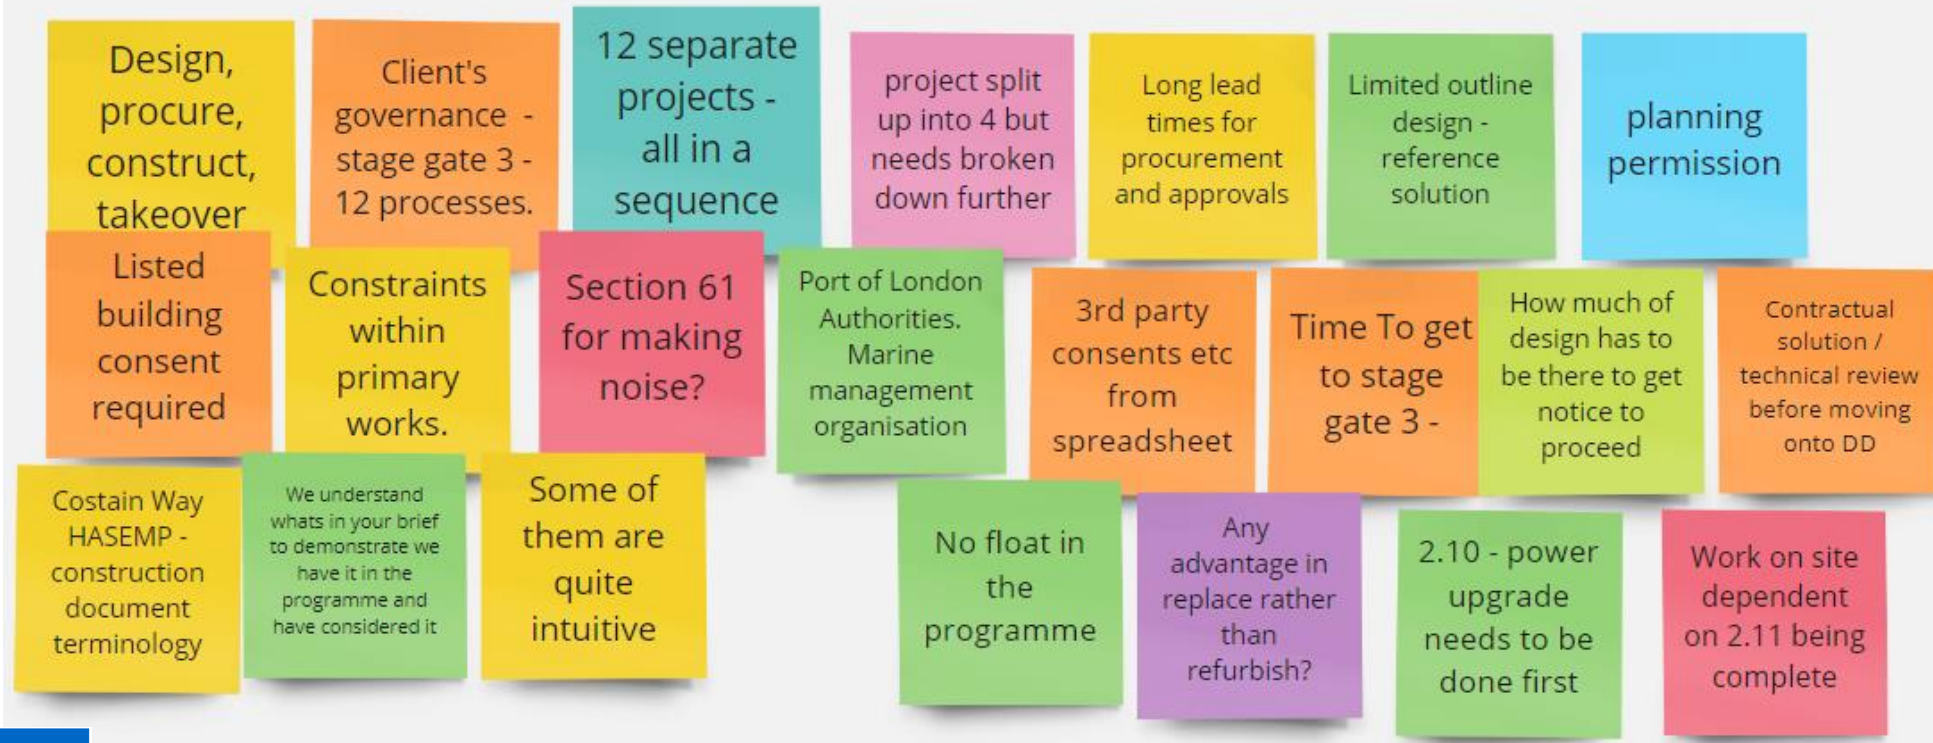 Design,
procure,
construct,
takeover
Client's
governance -
stage gate 3 -
12 processes.
12 separate
projects -
all in a
sequence
project split
up into 4 but
needs broken
down further
Long lead
times for
procurement
and approvals
Limited outline
design -
reference
solution
planning
permission
Listed
building
consent
required
Constraints
within
primary
works.
Section 61
for making
noise?
Port of London
Authorities.
Marine
management
organisation
3rd party
consents etc
from
spreadsheet
Time To get
to stage
gate 3 -
How much of
design has to
be there to get
notice to
proceed
Contractual
solution /
technical review
before moving
onto DD
Costain Way
HASEMP -
construction
document
terminology
We understand
whats in your brief
to demonstrate we
have it in the
programme and
have considered it
Some of
them are
quite
intuitive
No float in
the
programme
Any
advantage in
replace rather
than
refurbish?
2.10 - power
upgrade
needs to be
done first
Work on site
dependent
on 2.11 being
complete